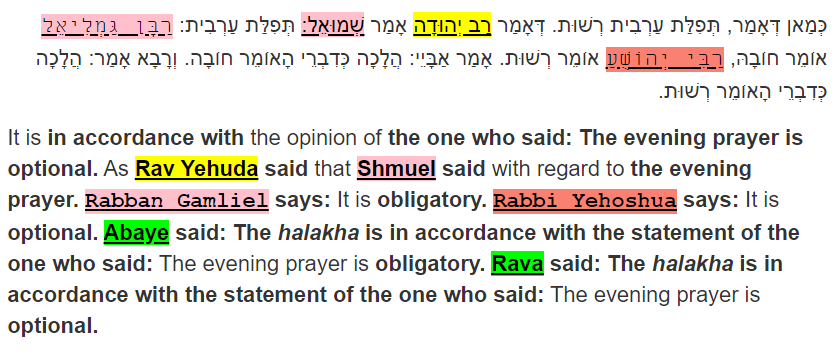 כְּמַאן דְּאָמַר, תְּפִלַּת עַרְבִית רְשׁוּת. דְּאָמַר רַב יְהוּדָה אָמַר שְׁמוּאֵל: תְּפִלַּת עַרְבִית: רַבָּן גַּמְלִיאֵל
אוֹמֵר חוֹבָהּ, רַבִּי יְהוֹשֻׁעַ אוֹמֵר רְשׁוּת. אָמַר אַבָּיֵי: הֲלָכָה כְּדִבְרֵי הָאוֹמֵר חוֹבָה. וְרָבָא אָמַר: הֲלָכָה
כְּדִבְרֵי הָאוֹמֵר רְשׁוּת.
It is in accordance with the opinion of the one who said: The evening prayer is
optional. As Rav Yehuda said that Shmuel said with regard to the evening
prayer. Rabban Gamliel says: It is obligatory. Rabbi Yehoshua says: It is
optional. Abaye said: The halakha is in accordance with the statement of the
one who said: The evening prayer is obligatory. Rava said: The halakha is in
accordance with the statement of the one who said: The evening prayer is
optional.